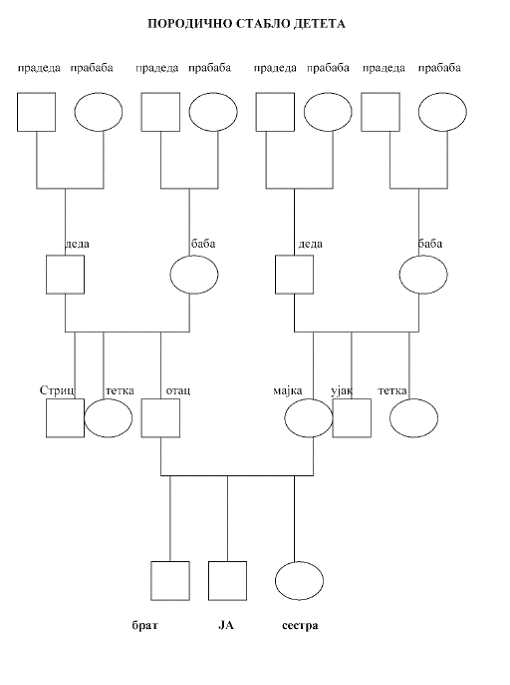 ПОРОДИЧНО СТАБЛО ДЕТЕТА
прадеда прабаба прадеда прабаба прадеда прабаба прадеда прабаба
деда баба деда баба
Стриц тетка отац мајка ујак тетка
брат ЈА сестра